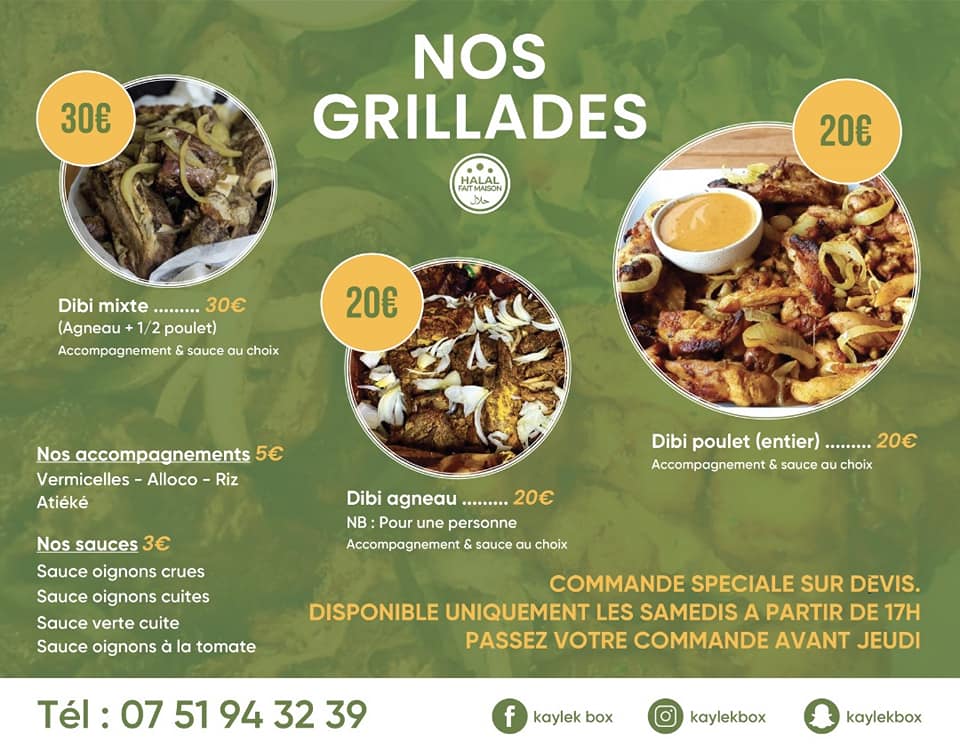 NOS
GRILLADES
HALAL
FAIT MAISON
حلال
30€
Dibi mixte ......... 30€
(Agneau + 1/2 poulet)
Accompagnement & sauce au choix
20€
Dibi agneau ......... 20€
NB : Pour une personne
Accompagnement & sauce au choix
20€
Dibi poulet (entier) ......... 20€
Accompagnement & sauce au choix
Nos accompagnements 5€
Vermicelles - Alloco - Riz
Atiéké
Nos sauces 3€
Sauce oignons crues
Sauce oignons cuites
Sauce verte cuite
Sauce oignons à la tomate
COMMANDE SPECIALE SUR DEVIS.
DISPONIBLE UNIQUEMENT LES SAMEDIS A PARTIR DE 17H
PASSEZ VOTRE COMMANDE AVANT JEUDI
Tél : 07 51 94 32 39
kaylek box
kaylekbox
kaylekbox